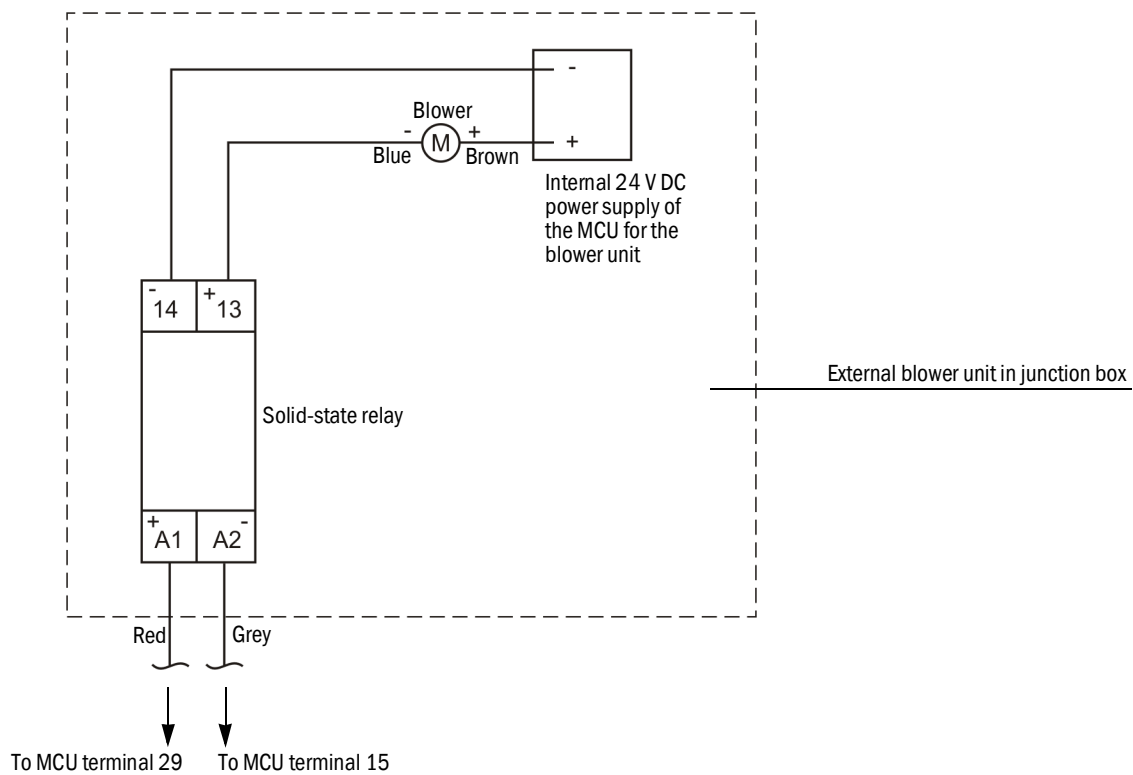 -
Blower
- M +
+
Blue
Brown
Internal 24 V DC
power supply of
the MCU for the
blower unit
- 14
+ 13
External blower unit in junction box
Solid-state relay
+ A1
A2 -
Red
Grey
To MCU terminal 29
To MCU terminal 15